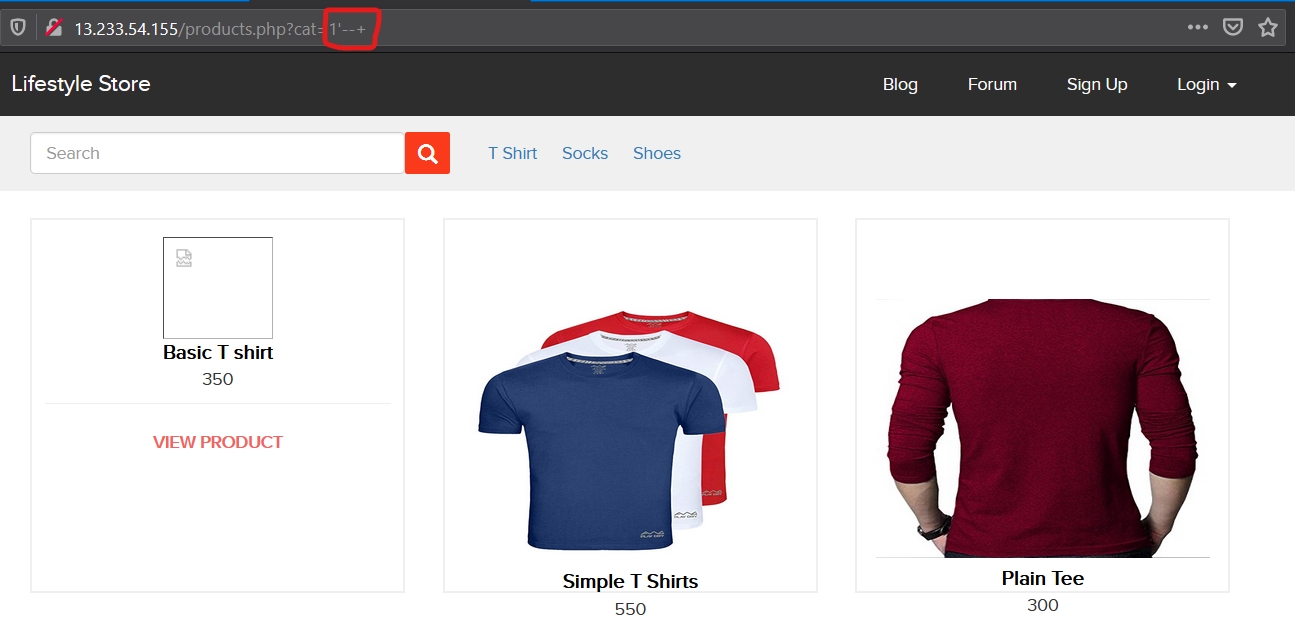 13.233.54.155/products.php?cat=1'--+
Lifestyle Store Blog Forum Sign Up Login
Search T Shirt Socks Shoes
Basic T shirt
350
VIEW PRODUCT
Simple T Shirts
550
Plain Tee
300